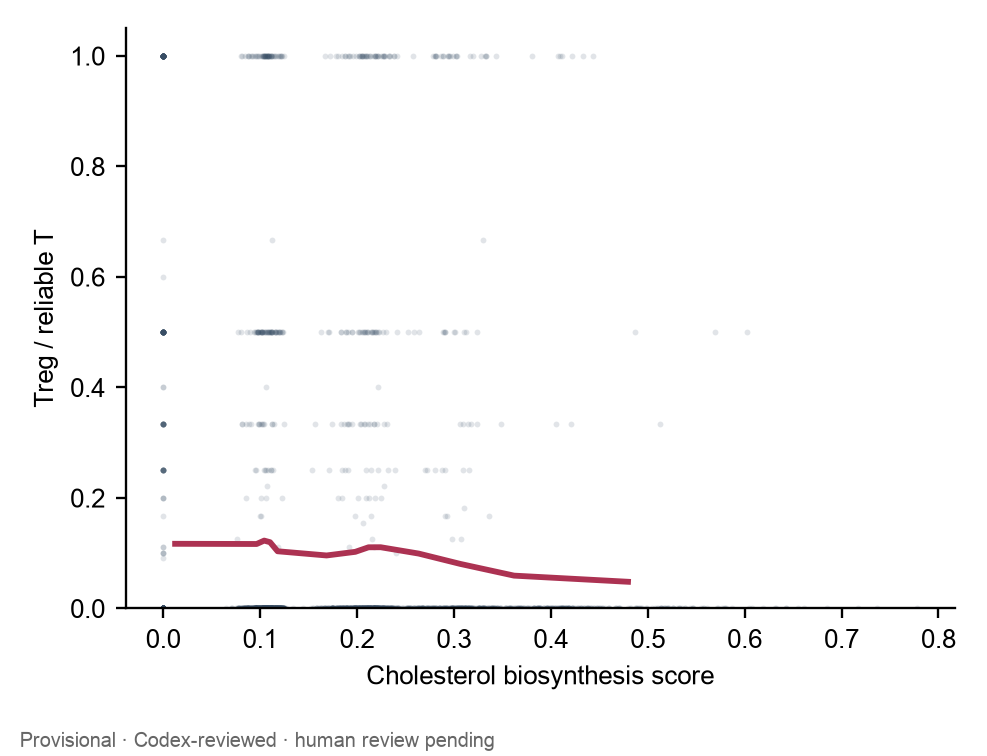 Treg / reliable T
1.0
0.8
0.6
0.4
0.2
0.0
0.0 0.1 0.2 0.3 0.4 0.5 0.6 0.7 0.8
Cholesterol biosynthesis score
Provisional · Codex-reviewed · human review pending